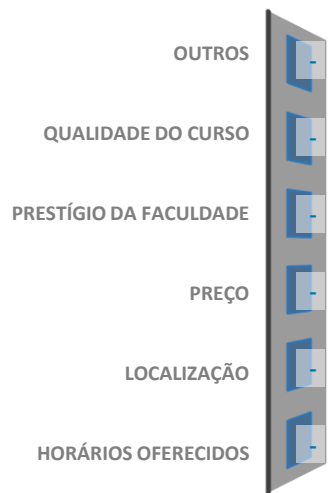 OUTROS
QUALIDADE DO CURSO
PRESTÍGIO DA FACULDADE
PREÇO
LOCALIZAÇÃO
HORÁRIOS OFERECIDOS